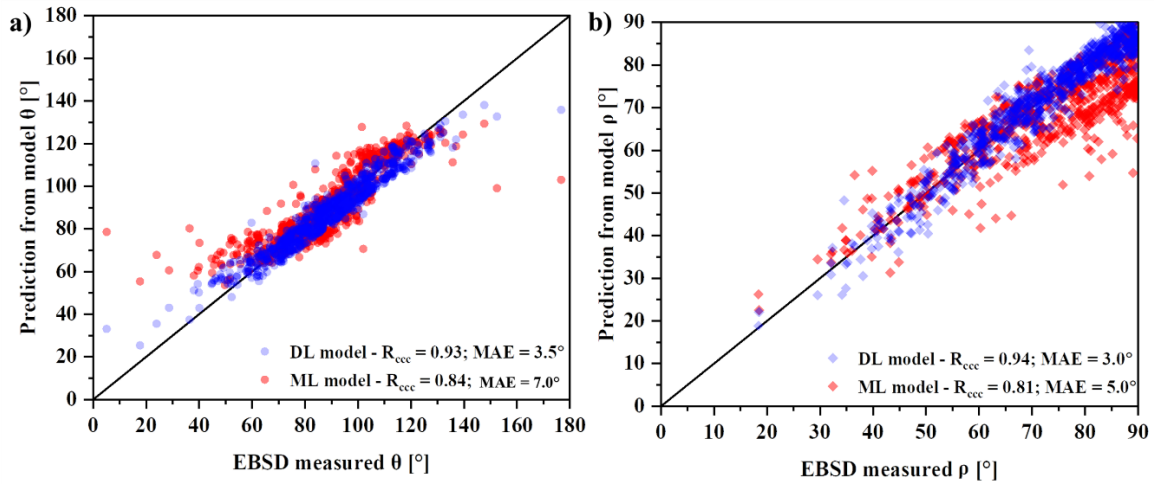 a)
Prediction from model θ [°]
180
160
140
120
100
80
60
40
20
0
DL model - Rccc = 0.93; MAE = 3.5°
ML model - Rccc = 0.84; MAE = 7.0°
0 20 40 60 80 100 120 140 160 180
EBSD measured θ [°]
b)
Prediction from model ρ [°]
90
80
70
60
50
40
30
20
10
0
DL model - Rccc = 0.94; MAE = 3.0°
ML model - Rccc = 0.81; MAE = 5.0°
0 10 20 30 40 50 60 70 80 90
EBSD measured ρ [°]